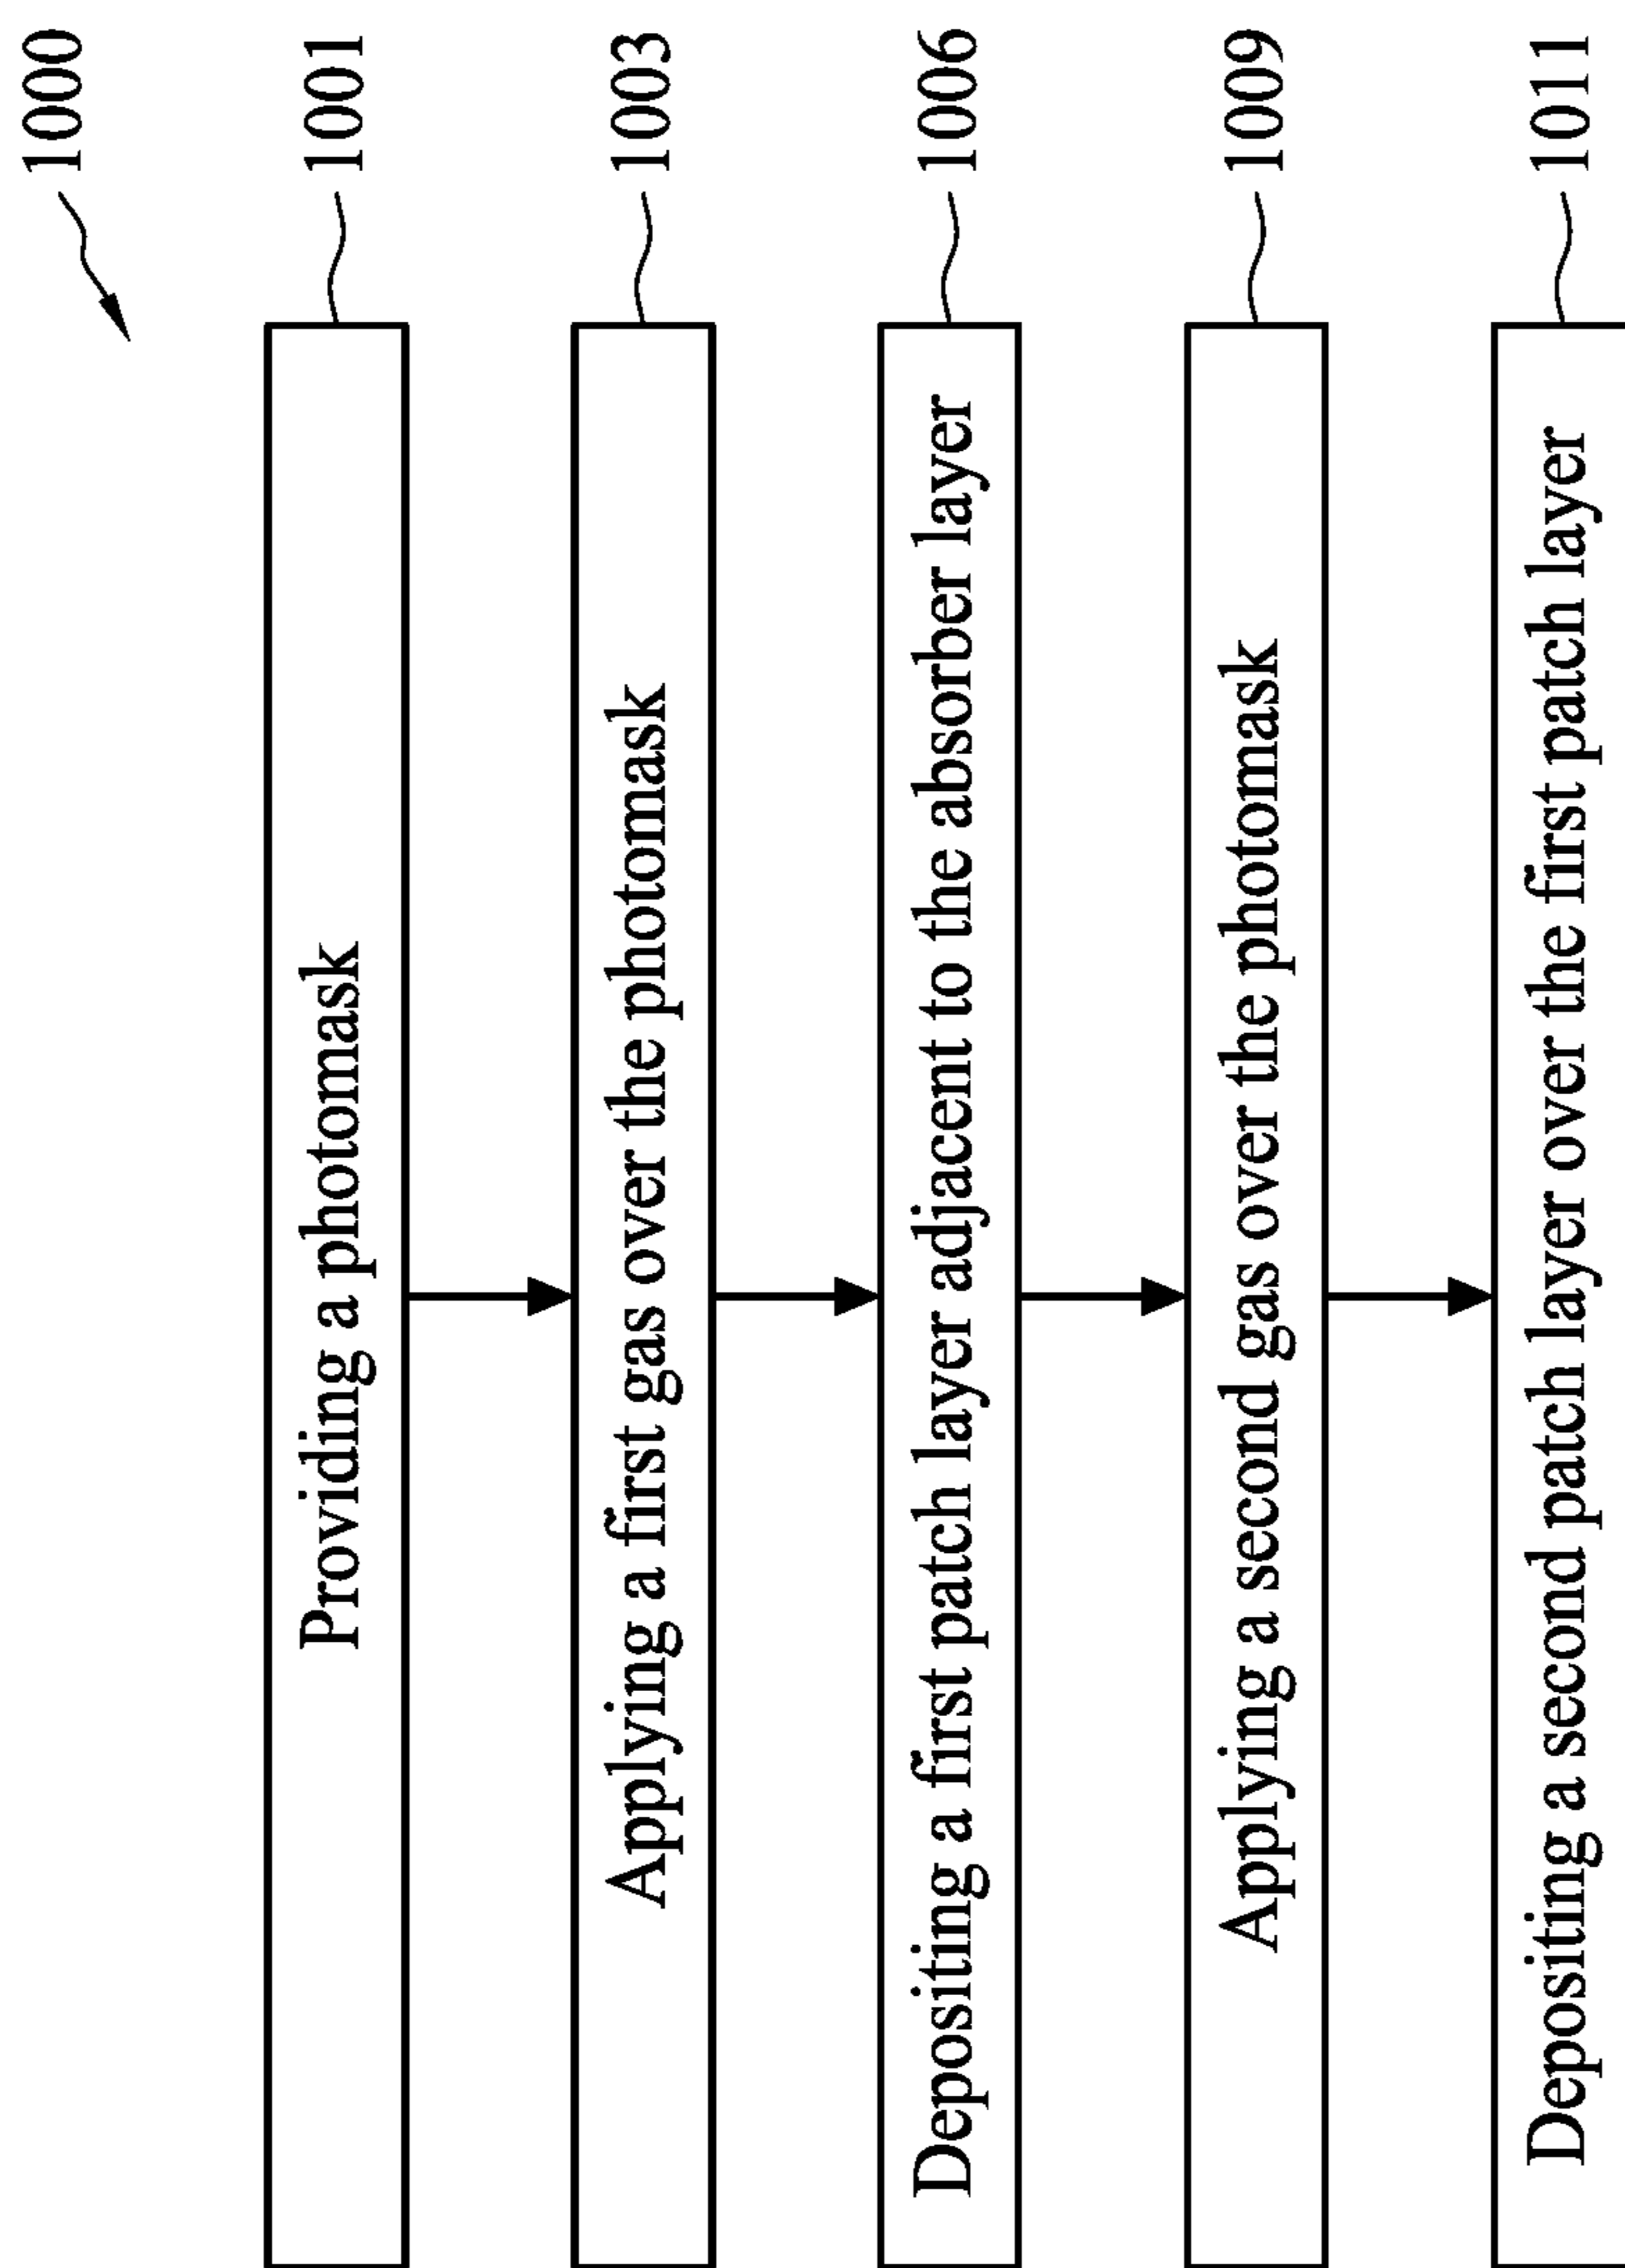 1000
Providing a photomask
1001
Applying a first gas over the photomask
1003
Depositing a first patch layer adjacent to the absorber layer
1006
Applying a second gas over the photomask
1009
Depositing a second patch layer over the first patch layer
1011